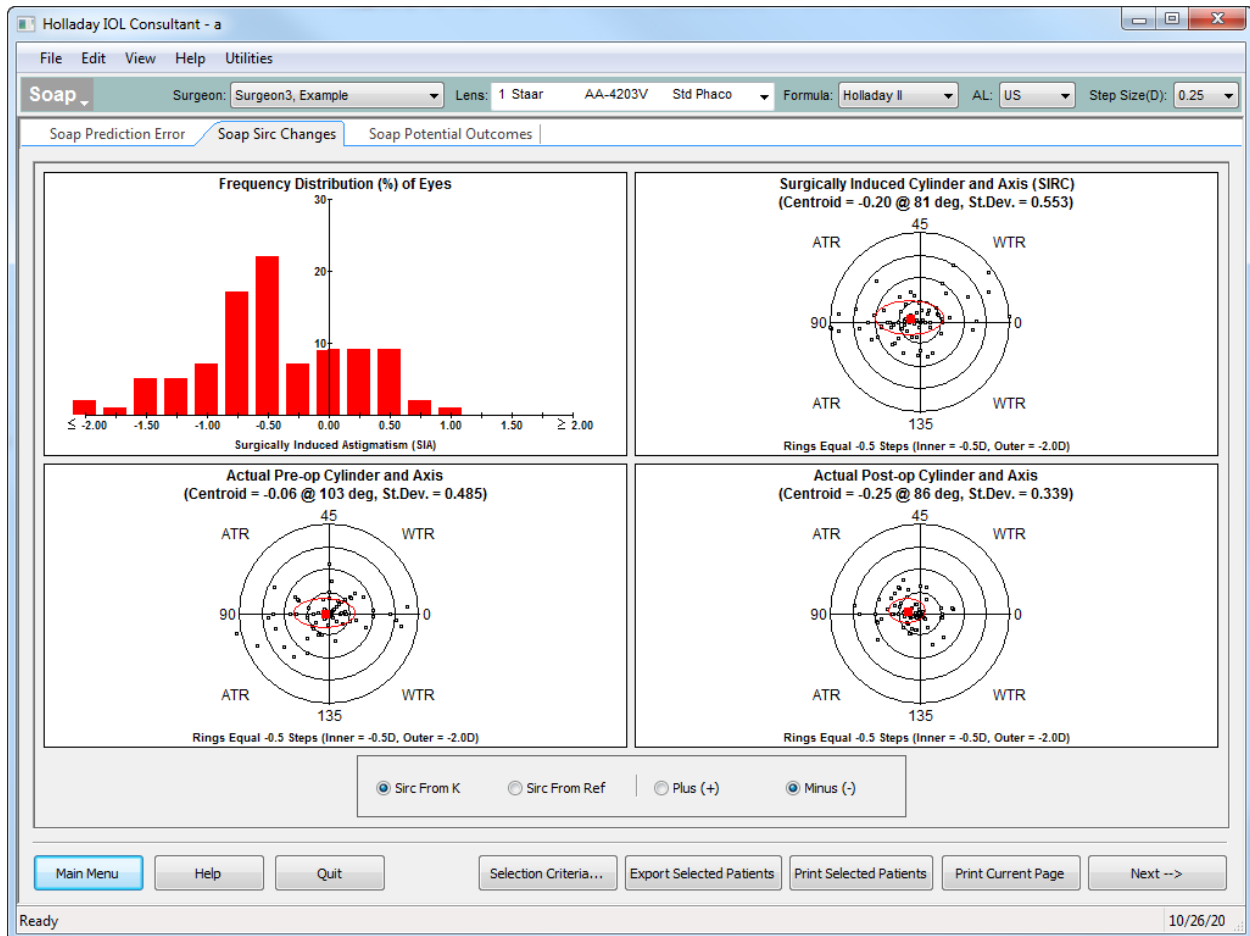 Holladay IOL Consultant - a
File Edit View Help Utilities
Soap Surgeon: Surgeon3, Example Lens: 1 Staar AA-4203V Std Phaco Formula: Holladay II AL: US Step Size(D): 0.25
Soap Prediction Error Soap Sirc Changes Soap Potential Outcomes
Frequency Distribution (%) of Eyes
30
20
10
≤ -2.00 -1.50 -1.00 -0.50 0.00 0.50 1.00 1.50 ≥ 2.00
Surgically Induced Astigmatism (SIA)
Surgically Induced Cylinder and Axis (SIRC)
(Centroid = -0.20 @ 81 deg, St.Dev. = 0.553)
45
ATR WTR
90 0
ATR WTR
135
Rings Equal -0.5 Steps (Inner = -0.5D, Outer = -2.0D)
Actual Pre-op Cylinder and Axis
(Centroid = -0.06 @ 103 deg, St.Dev. = 0.485)
45
ATR WTR
90 0
ATR WTR
135
Rings Equal -0.5 Steps (Inner = -0.5D, Outer = -2.0D)
Actual Post-op Cylinder and Axis
(Centroid = -0.25 @ 86 deg, St.Dev. = 0.339)
45
ATR WTR
90 0
ATR WTR
135
Rings Equal -0.5 Steps (Inner = -0.5D, Outer = -2.0D)
Sirc From K Sirc From Ref Plus (+) Minus (-)
Main Menu Help Quit Selection Criteria... Export Selected Patients Print Selected Patients Print Current Page Next -->
Ready 10/26/20